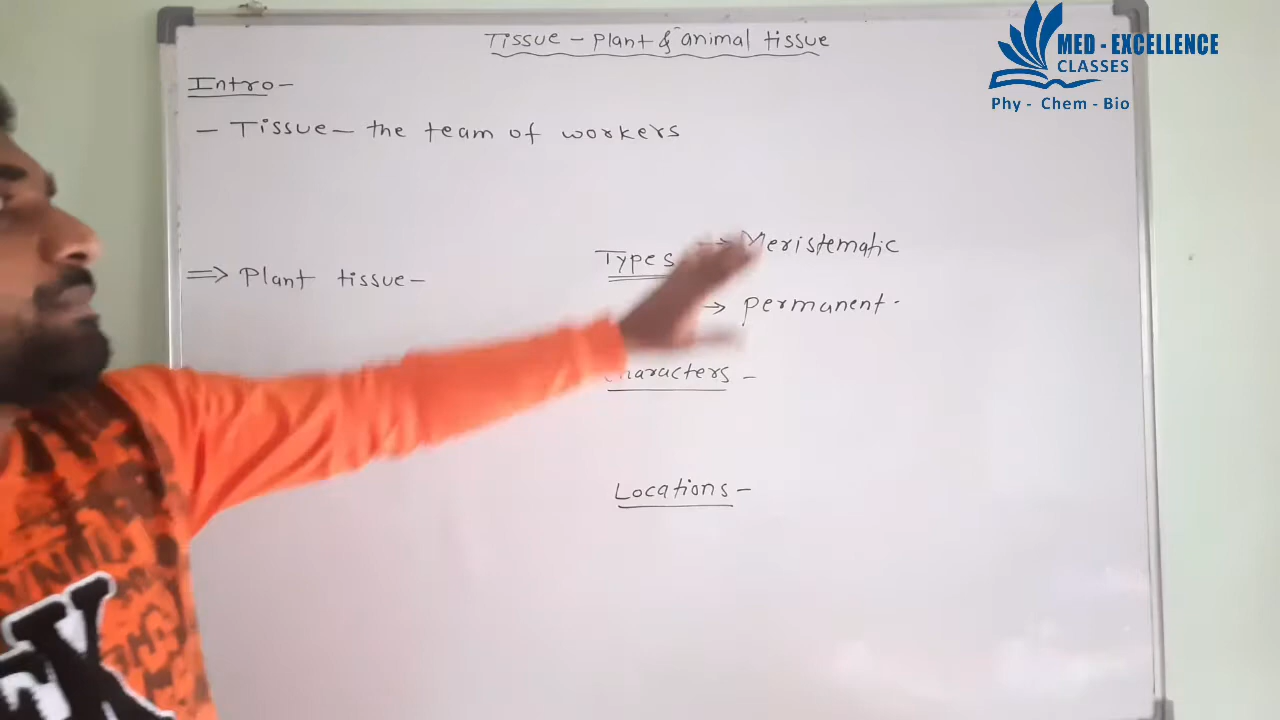 Tissue - Plant & animal tissue
MED - EXCELLENCE
CLASSES
Phy - Chem - Bio
Intro -
- Tissue - the team of workers
⇒ Plant tissue -
Types
→ Meristematic
→ Permanent.
Characters -
Locations -